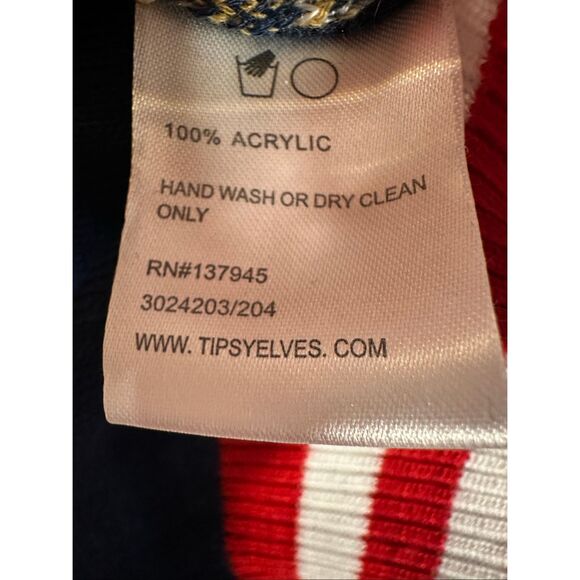 100% ACRYLIC
HAND WASH OR DRY CLEAN
ONLY
RN#137945
3024203/204
WWW. TIPSYELVES. COM